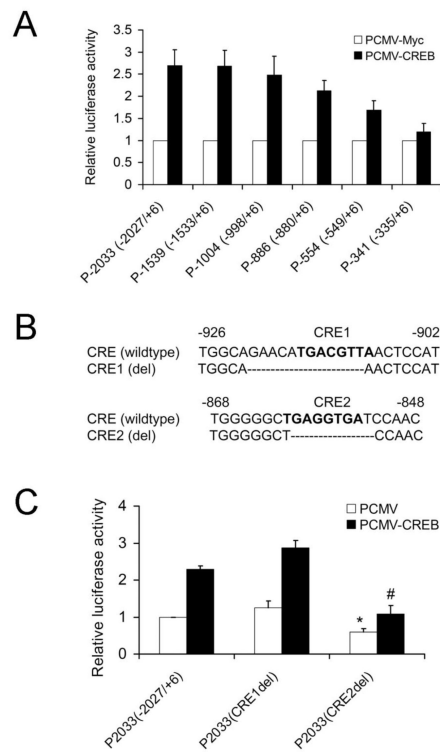 A
Relative luciferase activity
3.5
3
2.5
2
1.5
1
0.5
PCMV-Myc
PCMV-CREB
P-2033 (-2027/+6)
P-1539 (-1533/+6)
P-1004 (-998/+6)
P-886 (-880/+6)
P-554 (-549/+6)
P-341 (-335/+6)
B
-926 CRE1 -902
CRE (wildtype) TGGCAGAACATGACGTTAACTCCAT
CRE1 (del) TGGCA--------------------AACTCCAT
-868 CRE2 -848
CRE (wildtype) TGGGGGCTGAGGTGATCCAAC
CRE2 (del) TGGGGGCT-----------------CCAAC
C
Relative luciferase activity
4
3
2
1
0
PCMV
PCMV-CREB
* #
P2033(-2027/+6)
P2033(CRE1del)
P2033(CRE2del)